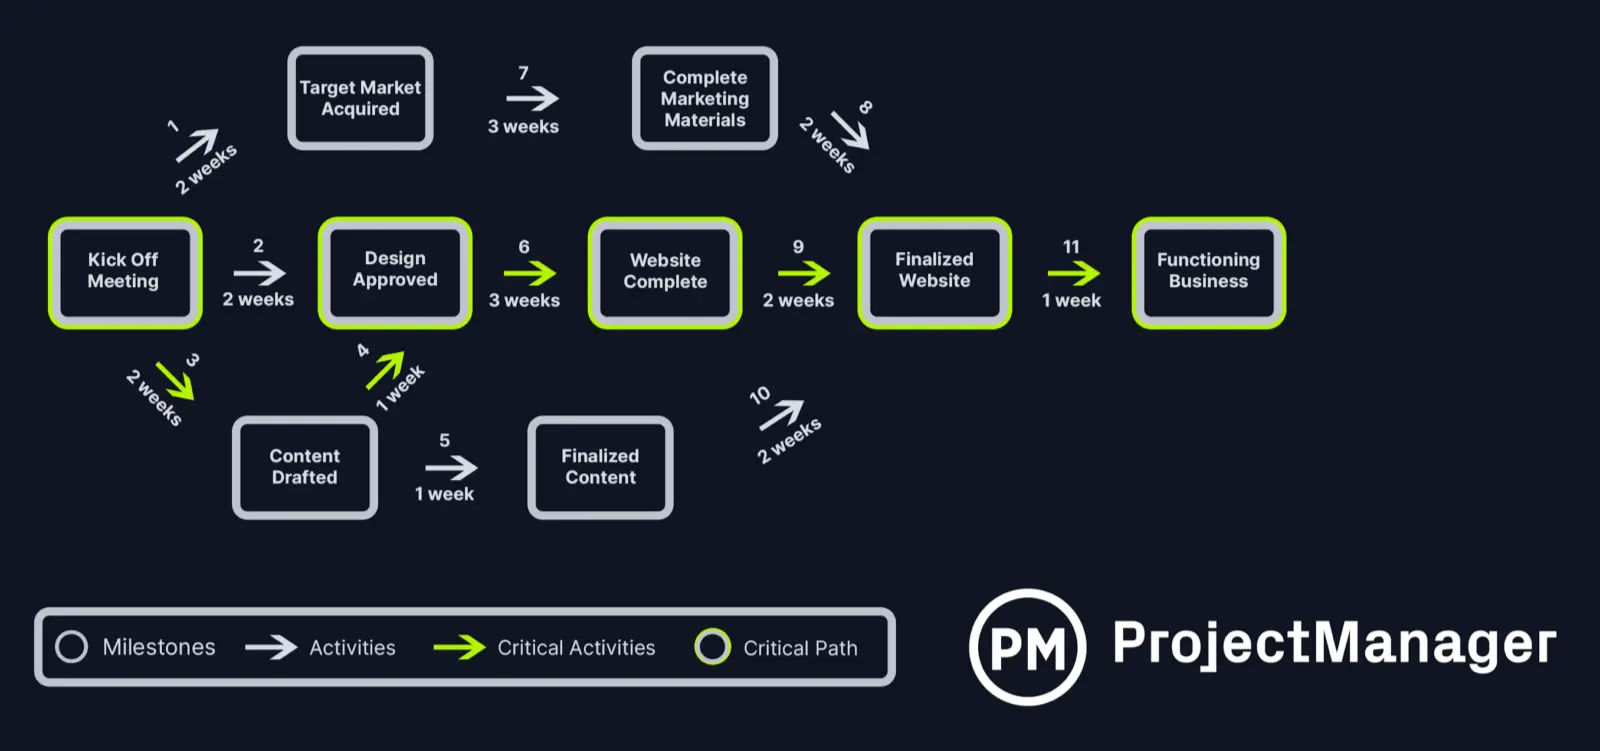 1
2 weeks
Target Market
Acquired
7
3 weeks
Complete
Marketing
Materials
8
2 weeks
Kick Off
Meeting
2
2 weeks
Design
Approved
6
3 weeks
Website
Complete
9
2 weeks
Finalized
Website
11
1 week
Functioning
Business
3
2 weeks
4
1 week
Content
Drafted
5
1 week
Finalized
Content
10
2 weeks
Milestones
Activities
Critical Activities
Critical Path
PM
ProjectManager